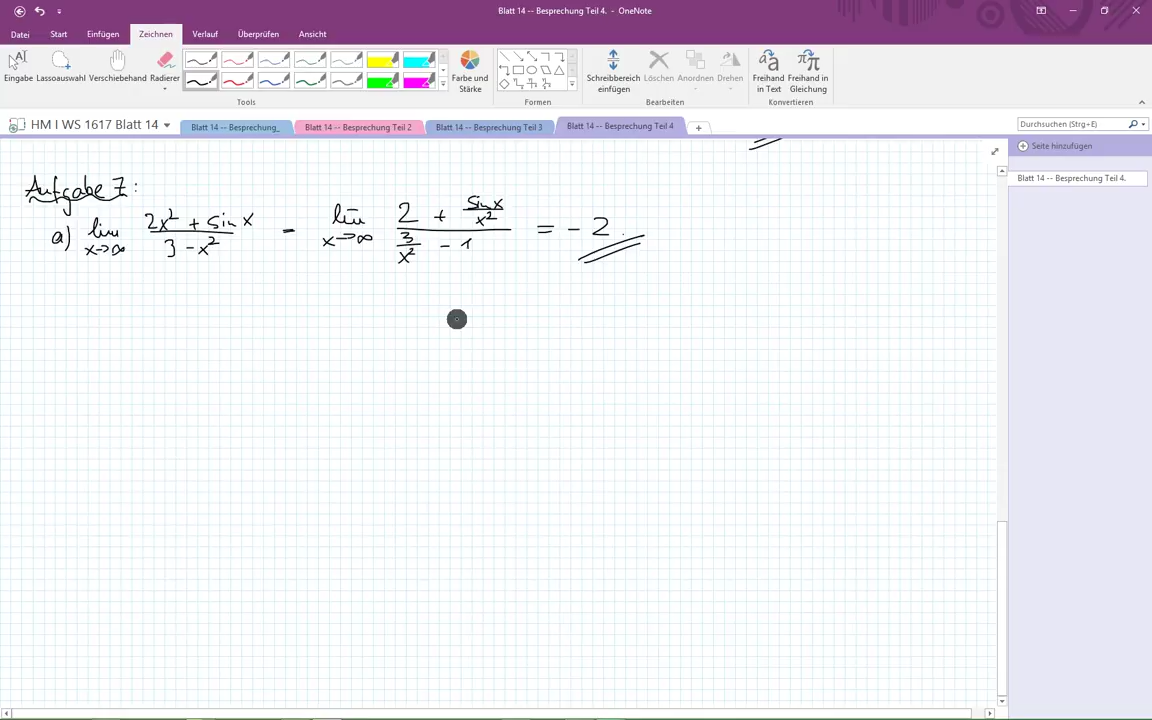 Blatt 14 -- Besprechung Teil 4. - OneNote
Datei Start Einfügen Zeichnen Verlauf Überprüfen Ansicht
Eingabe Lassoauswahl Verschiebehand Radierer Farbe und Stärke Schreibbereich einfügen Löschen Anordnen Drehen Freihand in Text Freihand in Gleichung
Tools Formen Bearbeiten Konvertieren
HM I WS 1617 Blatt 14 Blatt 14 -- Besprechung_ Blatt 14 -- Besprechung Teil 2 Blatt 14 -- Besprechung Teil 3 Blatt 14 -- Besprechung Teil 4 Durchsuchen (Strg+E)
Seite hinzufügen
Blatt 14 -- Besprechung Teil 4.
Aufgabe 7:
a) lim x→∞ (2x² + sin x)/(3 - x²) = lim x→∞ (2 + sin x/x²)/(3/x² - 1) = -2.